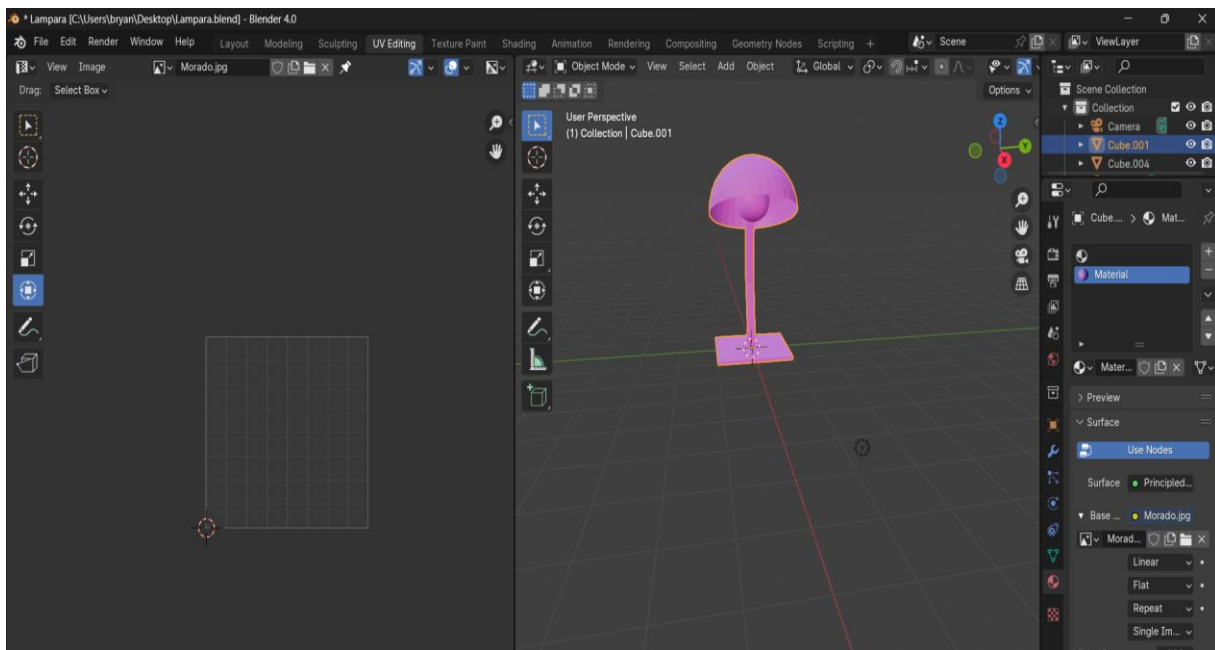 * Lampara [C:\Users\bryan\Desktop\Lampara.blend] - Blender 4.0
File Edit Render Window Help Layout Modeling Sculpting UV Editing Texture Paint Shading Animation Rendering Compositing Geometry Nodes Scripting + Scene ViewLayer
View Image Morado.jpg Object Mode View Select Add Object Global
Drag: Select Box Options
User Perspective
(1) Collection | Cube.001
Z
Y
X
Scene Collection
Collection
Camera
Cube.001
Cube.004
Cube.... > Mat...
Material
Mater...
Preview
Surface
Use Nodes
Surface Principled...
Base ... Morado.jpg
Morad...
Linear
Flat
Repeat
Single Im...